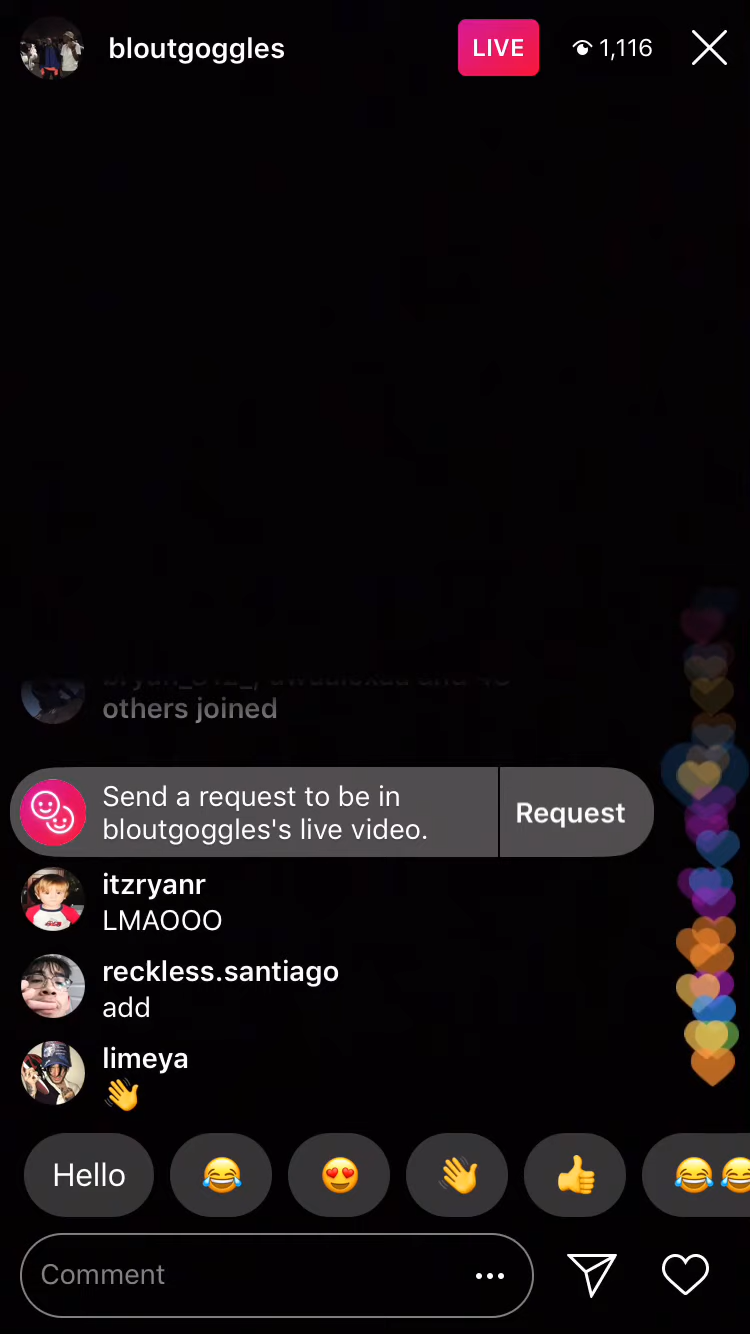 bloutgoggles
LIVE
1,116
others joined
Send a request to be in
bloutgoggles's live video.
Request
itzryanr
LMAOOO
reckless.santiago
add
limeya
👋
Hello
😂
😍
👋
👍
😂😂
Comment